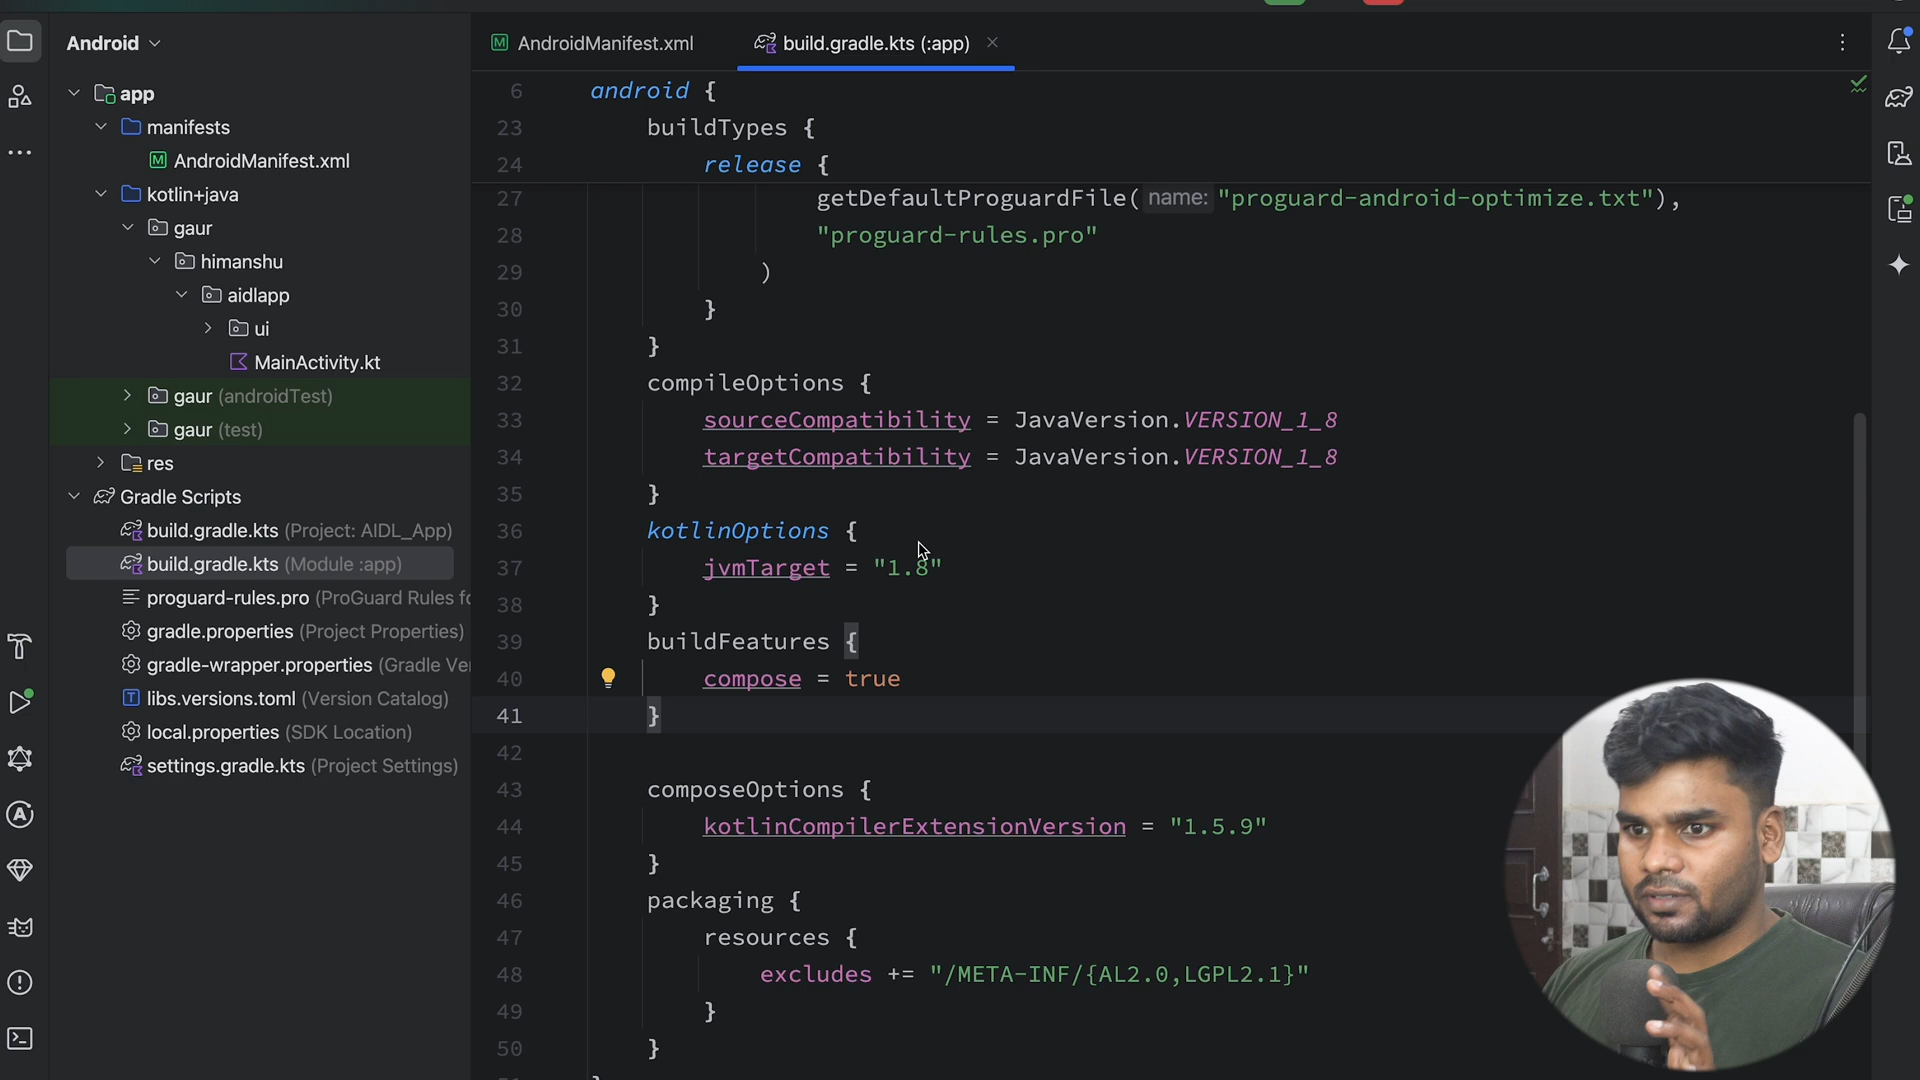 Android
AndroidManifest.xml
build.gradle.kts (:app)
app
manifests
AndroidManifest.xml
kotlin+java
gaur
himanshu
aidlapp
ui
MainActivity.kt
gaur (androidTest)
gaur (test)
res
Gradle Scripts
build.gradle.kts (Project: AIDL_App)
build.gradle.kts (Module :app)
proguard-rules.pro (ProGuard Rules fo
gradle.properties (Project Properties)
gradle-wrapper.properties (Gradle Ve
libs.versions.toml (Version Catalog)
local.properties (SDK Location)
settings.gradle.kts (Project Settings)
6 android {
23 buildTypes {
24 release {
27 getDefaultProguardFile( name: "proguard-android-optimize.txt"),
28 "proguard-rules.pro"
29 )
30 }
31 }
32 compileOptions {
33 sourceCompatibility = JavaVersion.VERSION_1_8
34 targetCompatibility = JavaVersion.VERSION_1_8
35 }
36 kotlinOptions {
37 jvmTarget = "1.8"
38 }
39 buildFeatures {
40 compose = true
41 }
42
43 composeOptions {
44 kotlinCompilerExtensionVersion = "1.5.9"
45 }
46 packaging {
47 resources {
48 excludes += "/META-INF/{AL2.0,LGPL2.1}"
49 }
50 }